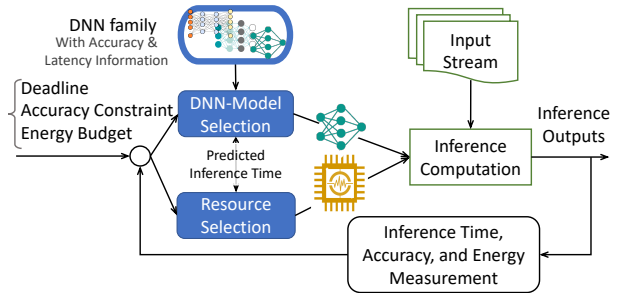 DNN family
With Accuracy &
Latency Information
Input
Stream
Deadline
Accuracy Constraint
Energy Budget
DNN-Model
Selection
Predicted
Inference Time
Resource
Selection
Inference
Computation
Inference
Outputs
Inference Time,
Accuracy, and Energy
Measurement